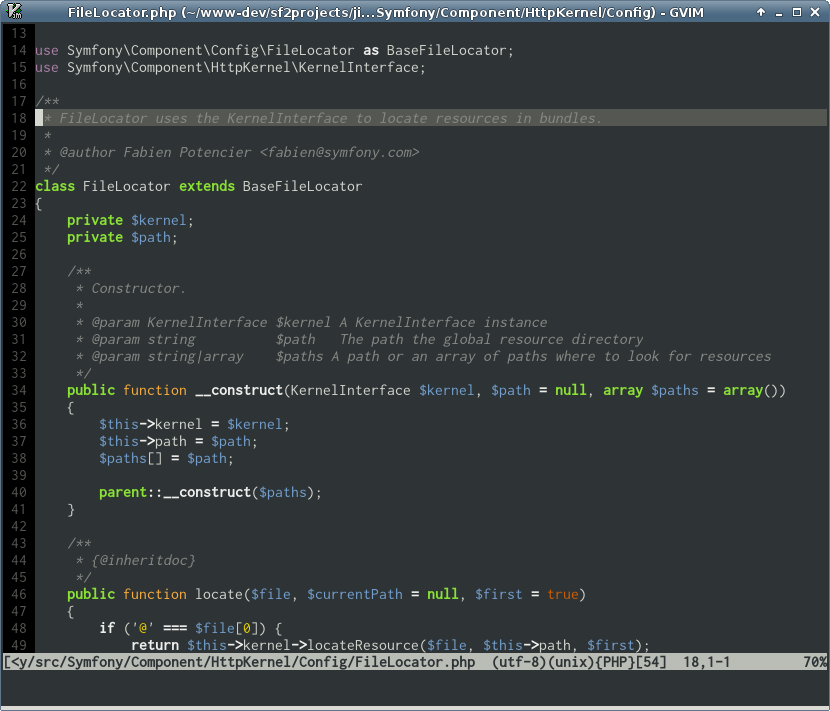 FileLocator.php (~/www-dev/sf2projects/ji...Symfony/Component/HttpKernel/Config) - GVIM
13
14 use Symfony\Component\Config\FileLocator as BaseFileLocator;
15 use Symfony\Component\HttpKernel\KernelInterface;
16
17 /**
18  * FileLocator uses the KernelInterface to locate resources in bundles.
19  *
20  * @author Fabien Potencier <fabien@symfony.com>
21  */
22 class FileLocator extends BaseFileLocator
23 {
24     private $kernel;
25     private $path;
26
27     /**
28      * Constructor.
29      *
30      * @param KernelInterface $kernel A KernelInterface instance
31      * @param string          $path   The path the global resource directory
32      * @param string|array    $paths A path or an array of paths where to look for resources
33      */
34     public function __construct(KernelInterface $kernel, $path = null, array $paths = array())
35     {
36         $this->kernel = $kernel;
37         $this->path = $path;
38         $paths[] = $path;
39
40         parent::__construct($paths);
41     }
42
43     /**
44      * {@inheritdoc}
45      */
46     public function locate($file, $currentPath = null, $first = true)
47     {
48         if ('@' === $file[0]) {
49             return $this->kernel->locateResource($file, $this->path, $first);
[<y/src/Symfony/Component/HttpKernel/Config/FileLocator.php  (utf-8)(unix){PHP}[54]  18,1-1         70%